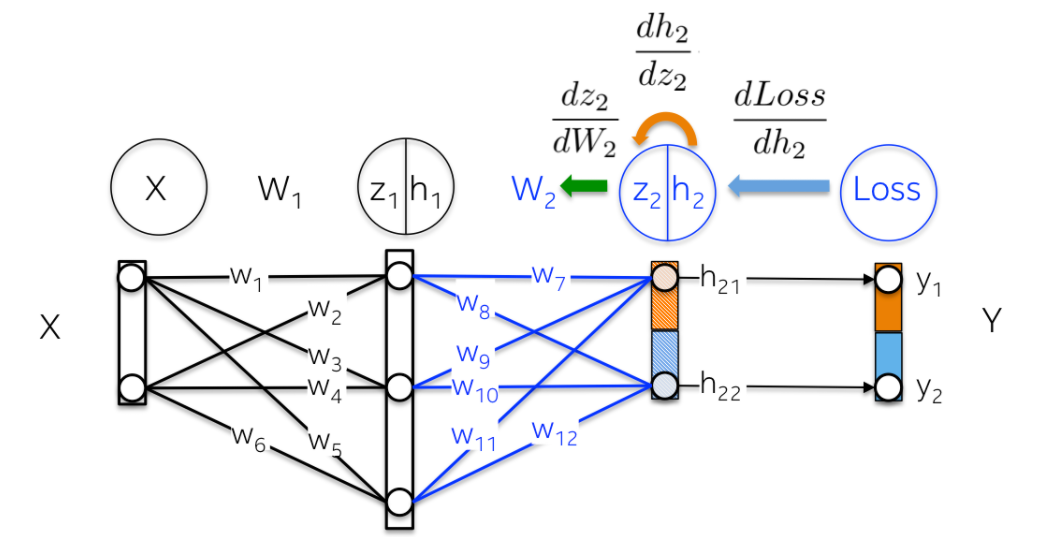 dh₂/dz₂
dz₂/dW₂
dLoss/dh₂
X
W₁
z₁ h₁
W₂
z₂ h₂
Loss
w₁
w₇
h₂₁
y₁
w₂
w₈
X
Y
w₃
w₉
w₄
w₁₀
h₂₂
y₂
w₆
w₅
w₁₁
w₁₂